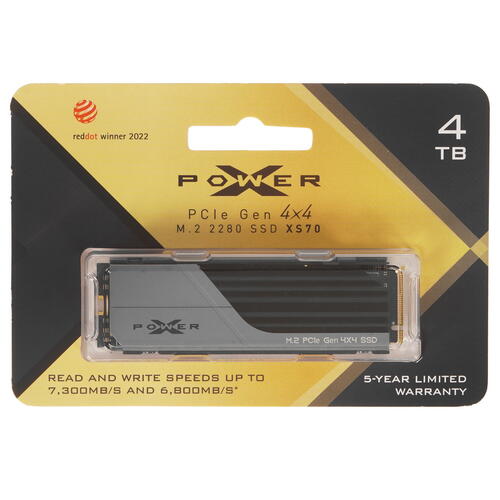 reddot winner 2022
4
TB
POWER X
PCIe Gen 4x4
M.2 2280 SSD XS70
POWER X
M.2 PCIe Gen 4X4 SSD
READ AND WRITE SPEEDS UP TO
7,300MB/S AND 6,800MB/S*
5-YEAR LIMITED
WARRANTY